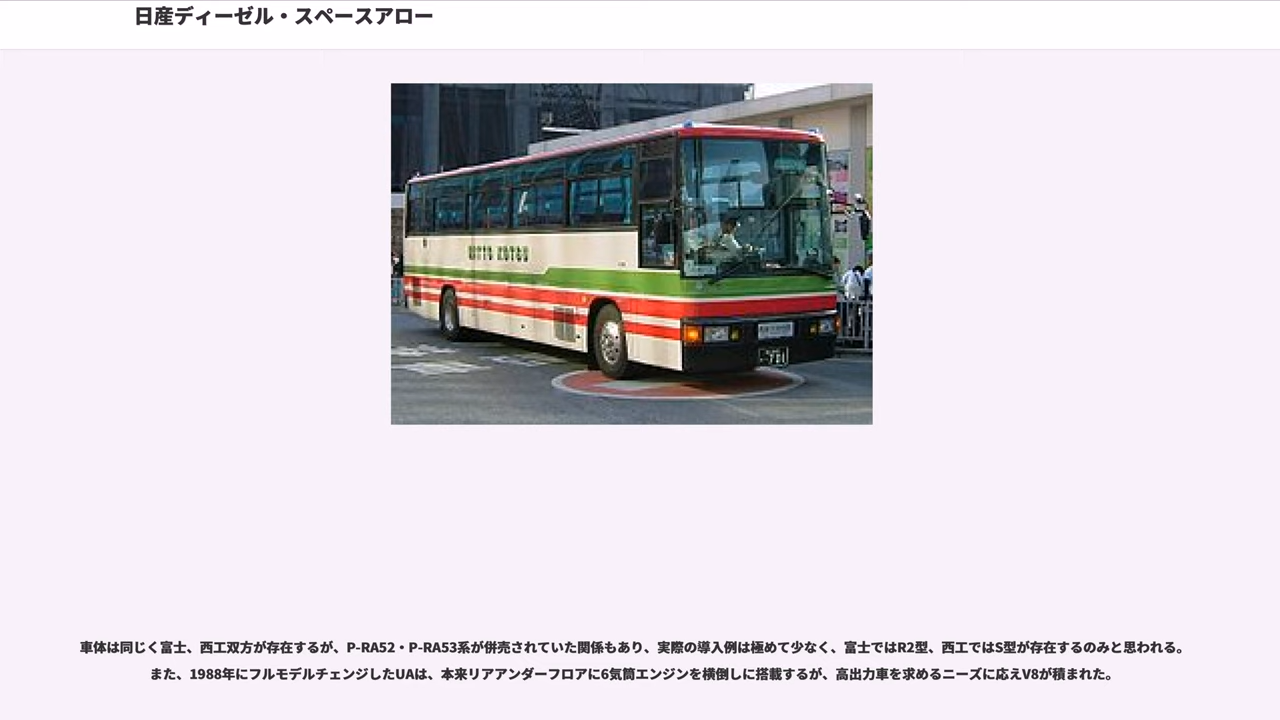 日産ディーゼル・スペースアロー
NITTO KOTSU
車体は同じく富士、西工双方が存在するが、P-RA52・P-RA53系が併売されていた関係もあり、実際の導入例は極めて少なく、富士ではR2型、西工ではS型が存在するのみと思われる。
また、1988年にフルモデルチェンジしたUAは、本来リアアンダーフロアに6気筒エンジンを横倒しに搭載するが、高出力車を求めるニーズに応えV8が積まれた。